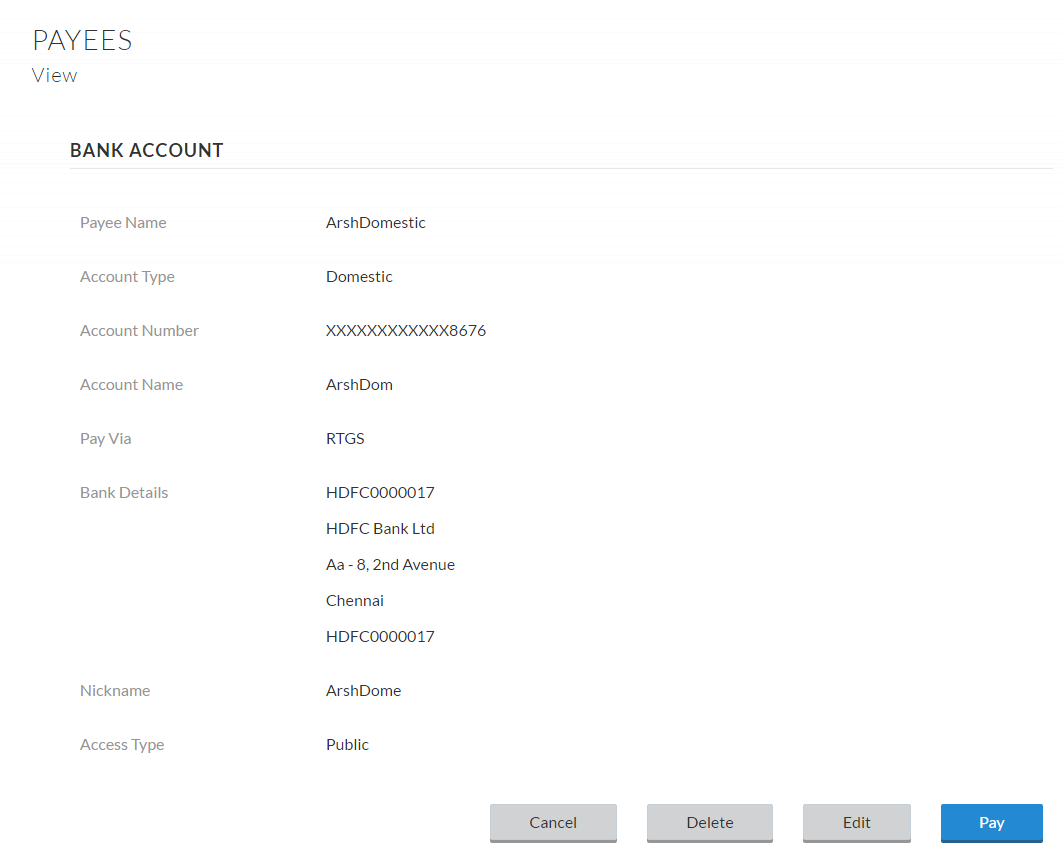 PAYEES
View
BANK ACCOUNT
Payee Name ArshDomestic
Account Type Domestic
Account Number XXXXXXXXXXXX8676
Account Name ArshDom
Pay Via RTGS
Bank Details HDFC0000017
HDFC Bank Ltd
Aa - 8, 2nd Avenue
Chennai
HDFC0000017
Nickname ArshDome
Access Type Public
Cancel Delete Edit Pay